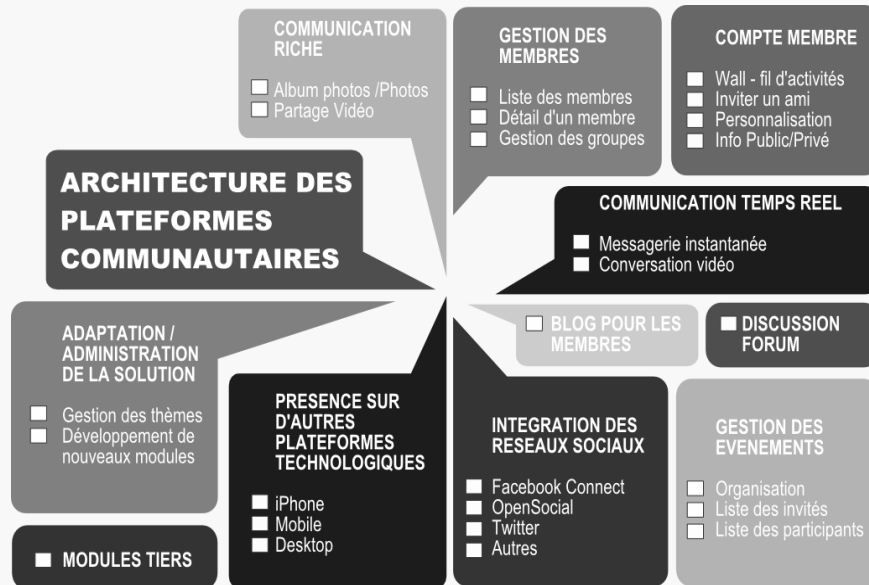 COMMUNICATION
RICHE
Album photos /Photos
Partage Vidéo
GESTION DES
MEMBRES
Liste des membres
Détail d'un membre
Gestion des groupes
COMPTE MEMBRE
Wall - fil d'activités
Inviter un ami
Personnalisation
Info Public/Privé
ARCHITECTURE DES
PLATEFORMES
COMMUNAUTAIRES
COMMUNICATION TEMPS REEL
Messagerie instantanée
Conversation vidéo
ADAPTATION /
ADMINISTRATION
DE LA SOLUTION
Gestion des thèmes
Développement de
nouveaux modules
BLOG POUR LES
MEMBRES
DISCUSSION
FORUM
PRESENCE SUR
D'AUTRES
PLATEFORMES
TECHNOLOGIQUES
iPhone
Mobile
Desktop
INTEGRATION DES
RESEAUX SOCIAUX
Facebook Connect
OpenSocial
Twitter
Autres
GESTION DES
EVENEMENTS
Organisation
Liste des invités
Liste des participants
MODULES TIERS